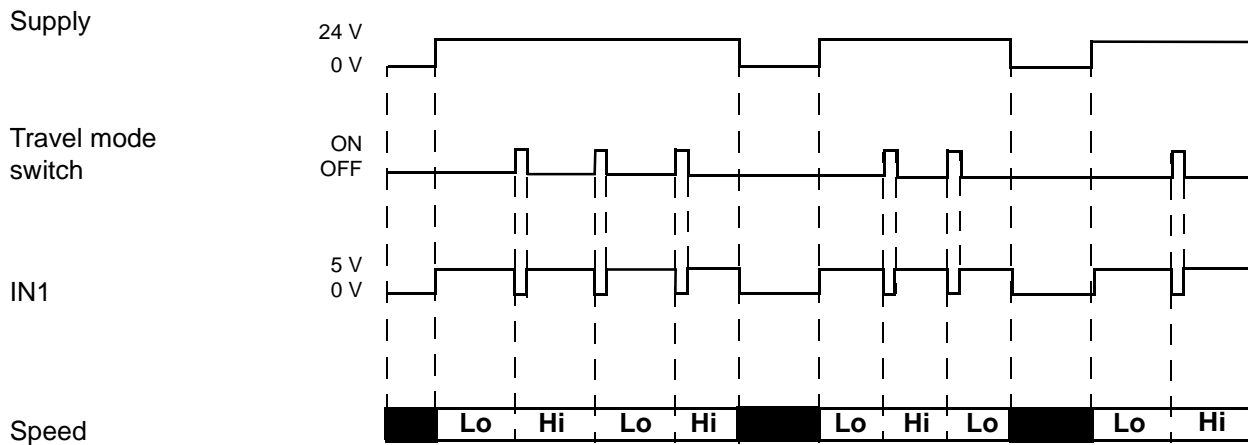 Supply
24 V
0 V
Travel mode
switch
ON
OFF
IN1
5 V
0 V
Speed
Lo Hi Lo Hi Lo Hi Lo Lo Hi